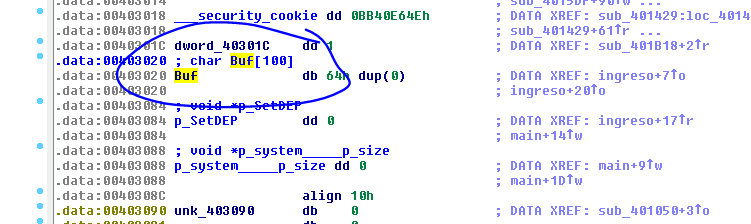 .data:00403014 ; sub_4015DF+90↑w ...
.data:00403018 ___security_cookie dd 0BB40E64Eh ; DATA XREF: sub_401429:loc_4014
.data:00403018 ; sub_401429+61↑r ...
.data:0040301C dword_40301C dd 1 ; DATA XREF: sub_401B18+2↑r
.data:00403020 ; char Buf[100]
.data:00403020 Buf db 64h dup(0) ; DATA XREF: ingreso+7↑o
.data:00403020 ; ingreso+20↑o
.data:00403084 ; void *p_SetDEP
.data:00403084 p_SetDEP dd 0 ; DATA XREF: ingreso+17↑r
.data:00403084 ; main+14↑w
.data:00403088 ; void *p_system_____p_size
.data:00403088 p_system_____p_size dd 0 ; DATA XREF: main+9↑w
.data:00403088 ; main+1D↑w
.data:0040308C align 10h
.data:00403090 unk_403090 db 0 ; DATA XREF: sub_401050+3↑o